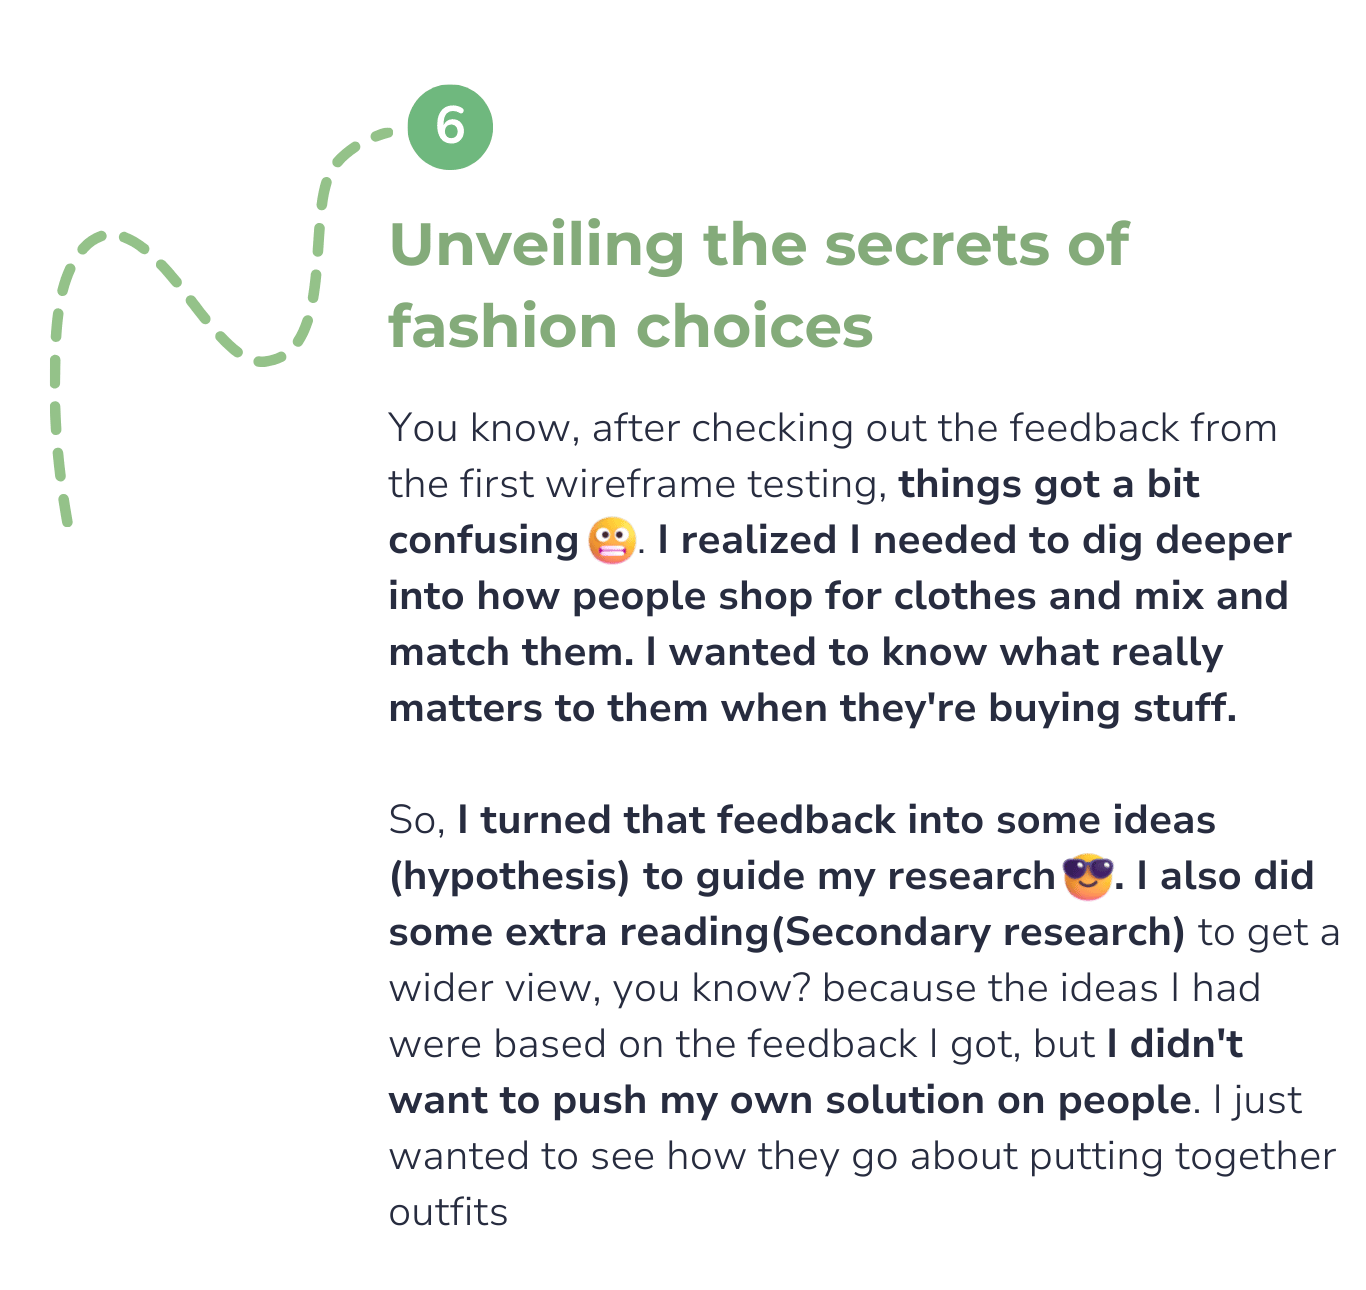 6
Unveiling the secrets of
fashion choices
You know, after checking out the feedback from
the first wireframe testing, things got a bit
confusing 😬. I realized I needed to dig deeper
into how people shop for clothes and mix and
match them. I wanted to know what really
matters to them when they're buying stuff.
So, I turned that feedback into some ideas
(hypothesis) to guide my research 😎. I also did
some extra reading(Secondary research) to get a
wider view, you know? because the ideas I had
were based on the feedback I got, but I didn't
want to push my own solution on people. I just
wanted to see how they go about putting together
outfits